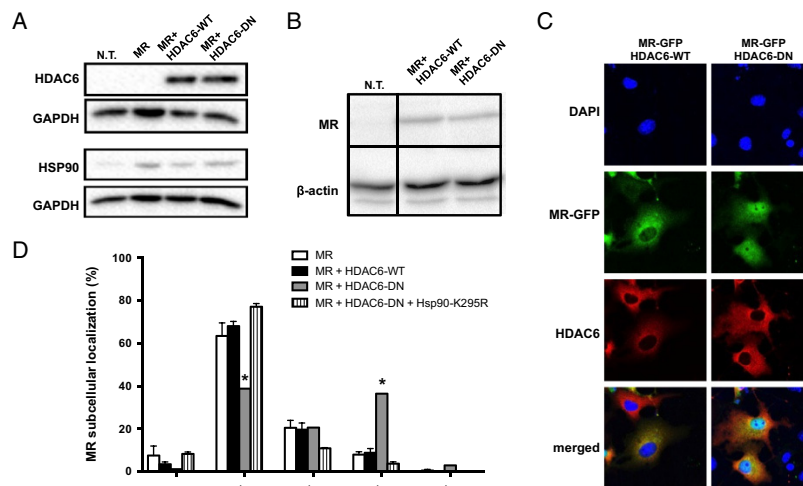 A
N.T.
MR
MR+
HDAC6-WT
MR+
HDAC6-DN
HDAC6
GAPDH
HSP90
GAPDH
B
N.T.
MR+
HDAC6-WT
MR+
HDAC6-DN
MR
β-actin
C
MR-GFP
HDAC6-WT
MR-GFP
HDAC6-DN
DAPI
MR-GFP
HDAC6
merged
D
MR subcellular localization (%)
100
80
60
40
20
0
MR
MR + HDAC6-WT
MR + HDAC6-DN
MR + HDAC6-DN + Hsp90-K295R
*
*